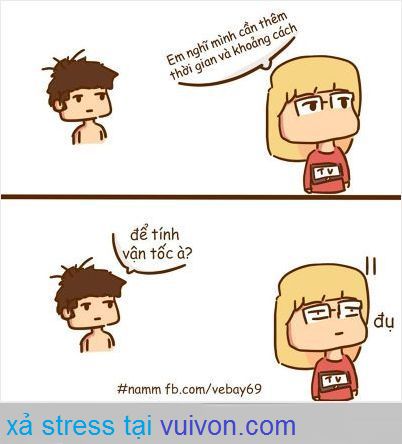 Em nghĩ mình cần thêm
thời gian và khoảng cách
TV
để tính
vận tốc à?
đụ
TV
#namm fb.com/vebay69
xả stress tại vuivon.com